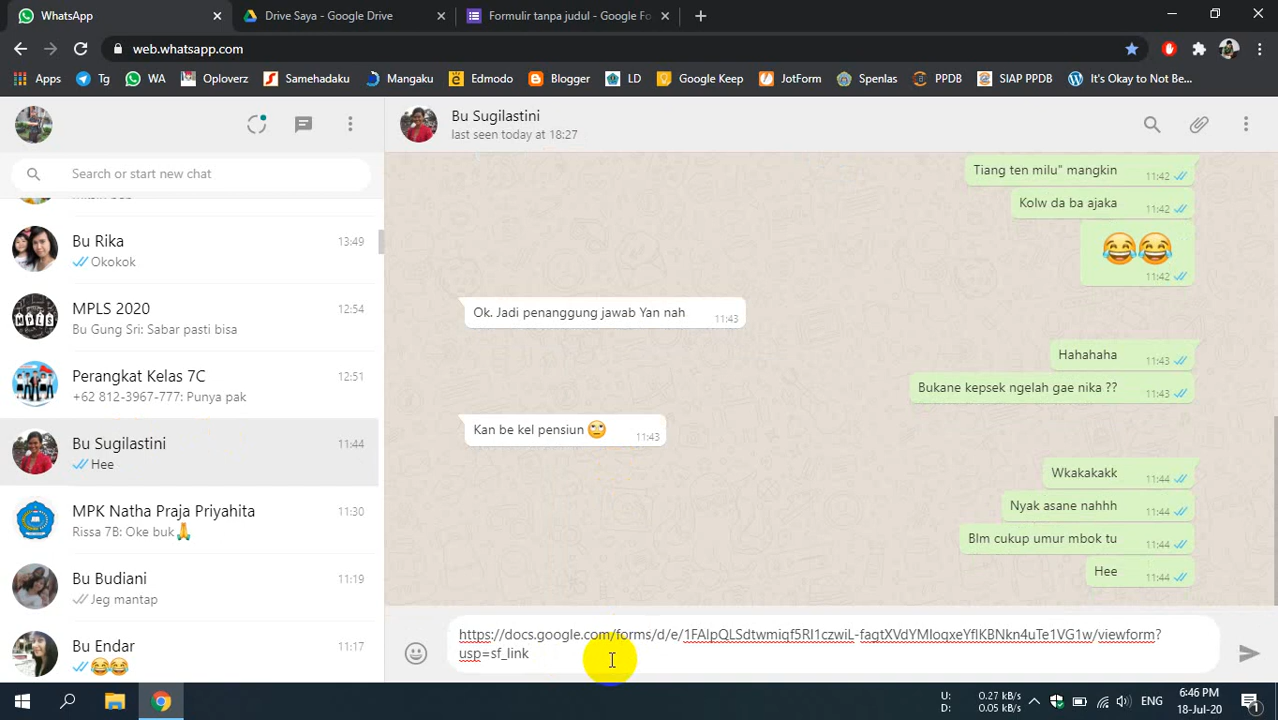 WhatsApp
Drive Saya - Google Drive
Formulir tanpa judul - Google Fo
web.whatsapp.com
Apps
Tg
WA
Oploverz
Samehadaku
Mangaku
Edmodo
Blogger
LD
Google Keep
JotForm
Spenlas
PPDB
SIAP PPDB
It's Okay to Not Be...
Search or start new chat
Bu Rika
13:49
Okokok
MPLS 2020
12:54
Bu Gung Sri: Sabar pasti bisa
Perangkat Kelas 7C
12:51
+62 812-3967-777: Punya pak
Bu Sugilastini
11:44
Hee
MPK Natha Praja Priyahita
11:30
Rissa 7B: Oke buk🙏
Bu Budiani
11:19
Jeg mantap
Bu Endar
11:17
😂😂
Bu Sugilastini
last seen today at 18:27
Tiang ten milu" mangkin
11:42
Kolw da ba ajaka
11:42
😂😂
11:42
Ok. Jadi penanggung jawab Yan nah
11:43
Hahahaha
11:43
Bukane kepsek ngelah gae nika ??
11:43
Kan be kel pensiun 🙄
11:43
Wkakakakk
11:44
Nyak asane nahhh
11:44
Blm cukup umur mbok tu
11:44
Hee
11:44
https://docs.google.com/forms/d/e/1FAIpQLSdtwmiqf5RI1czwiL-fagtXVdYMIogxeYflKBNkn4uTe1VG1w/viewform?
usp=sf_link
U: 0.27 kB/s
D: 0.05 kB/s
ENG
6:46 PM
18-Jul-20